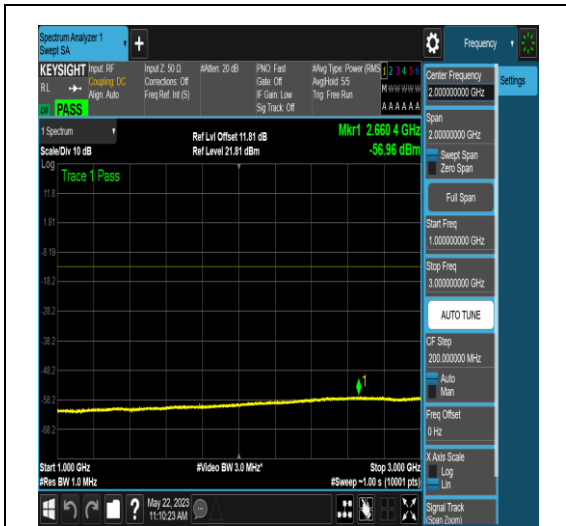 Spectrum Analyzer 1
Swept SA
Frequency
KEYSIGHT
RL
PASS
Input: RF
Coupling: DC
Align: Auto
Input Z: 50 Ω
Corrections: Off
Freq Ref: Int (S)
#Atten: 20 dB
PNO: Fast
Gate: Off
IF Gain: Low
Sig Track: Off
#Avg Type: Power (RMS
Avg|Hold: 5/5
Trig: Free Run
1 2 3 4 5 6
M W W W W W
A A A A A A
1 Spectrum
Scale/Div 10 dB
Ref Lvl Offset 11.81 dB
Ref Level 21.81 dBm
Mkr1 2.660 4 GHz
-56.96 dBm
Log
Trace 1 Pass
11.8
1.81
-8.19
-18.2
-28.2
-38.2
-48.2
-58.2
-68.2
1
Start 1.000 GHz
#Res BW 1.0 MHz
#Video BW 3.0 MHz*
Stop 3.000 GHz
#Sweep ~1.00 s (10001 pts)
May 22, 2023
11:10:23 AM
Center Frequency
2.000000000 GHz
Settings
Span
2.00000000 GHz
Swept Span
Zero Span
Full Span
Start Freq
1.000000000 GHz
Stop Freq
3.000000000 GHz
AUTO TUNE
CF Step
200.000000 MHz
Auto
Man
Freq Offset
0 Hz
X Axis Scale
Log
Lin
Signal Track
(Span Zoom)